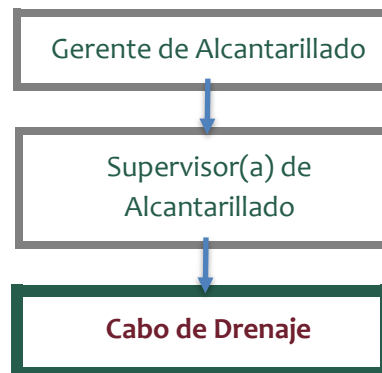 Gerente de Alcantarillado
Supervisor(a) de
Alcantarillado
Cabo de Drenaje